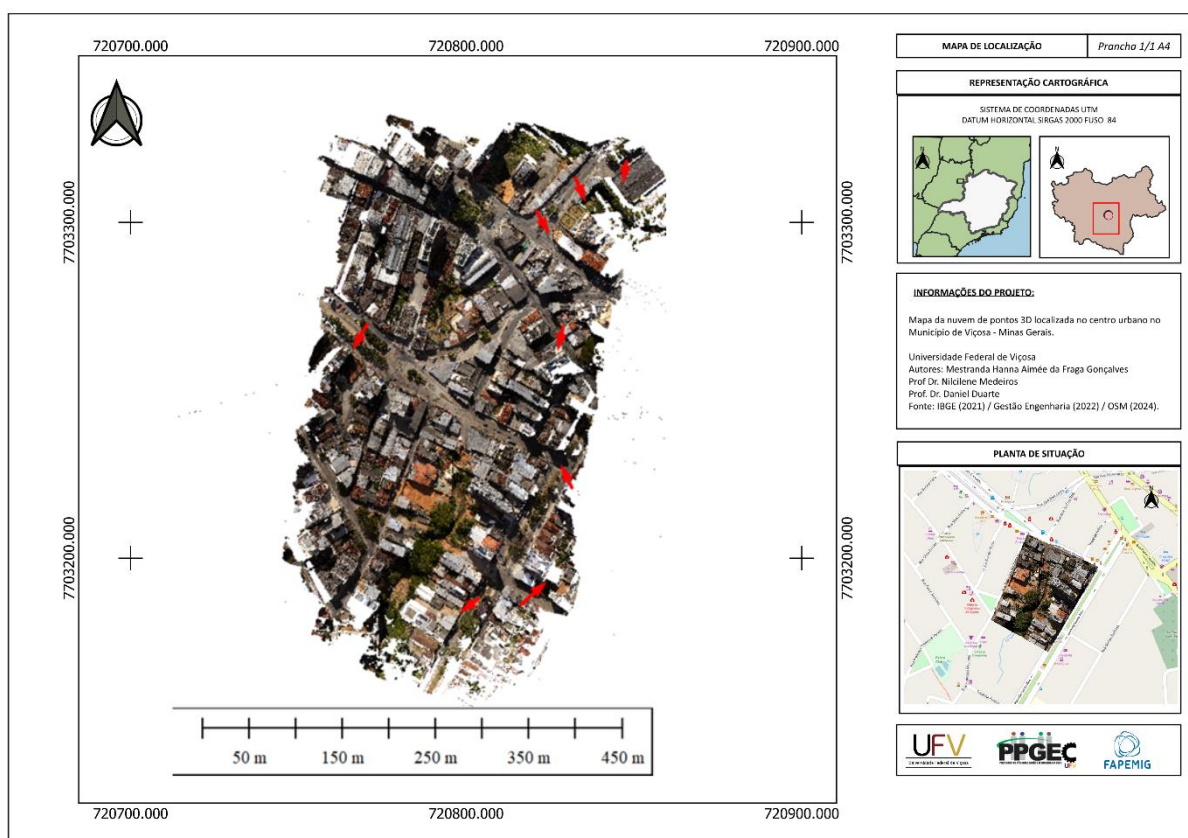 720700.000
720800.000
720900.000
7703300.000
7703300.000
7703200.000
7703200.000
50 m
150 m
250 m
350 m
450 m
720700.000
720800.000
720900.000
MAPA DE LOCALIZAÇÃO
Prancha 1/1 A4
REPRESENTAÇÃO CARTOGRÁFICA
SISTEMA DE COORDENADAS UTM
DATUM HORIZONTAL SIRGAS 2000 FUSO 84
N
N
INFORMAÇÕES DO PROJETO:
Mapa da nuvem de pontos 3D localizada no centro urbano no
Município de Viçosa - Minas Gerais.
Universidade Federal de Viçosa
Autores: Mestranda Hanna Aimée da Fraga Gonçalves
Prof Dr. Nilcilene Medeiros
Prof. Dr. Daniel Duarte
Fonte: IBGE (2021) / Gestão Engenharia (2022) / OSM (2024).
PLANTA DE SITUAÇÃO
N
UFV
Universidade Federal de Viçosa
PPGEC
UFV
FAPEMIG